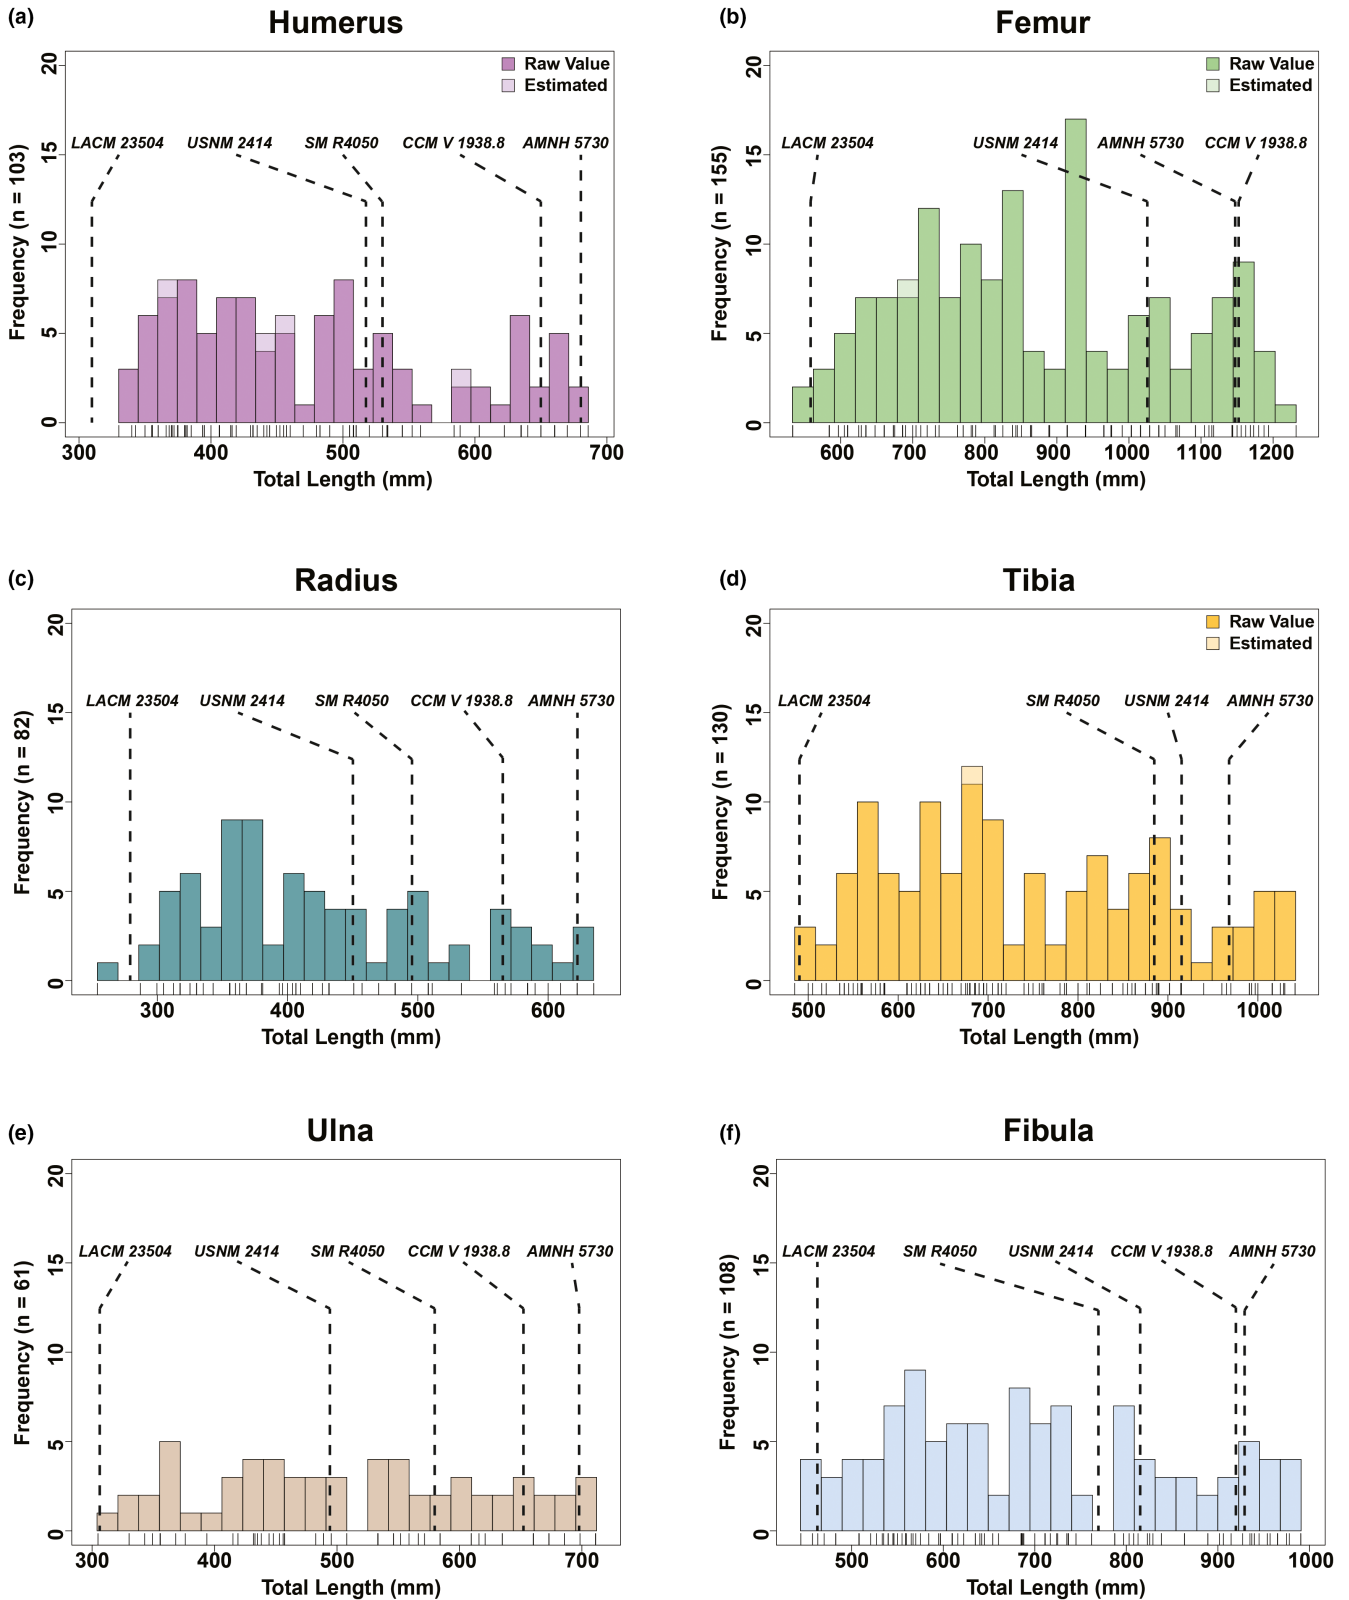 (a)
Humerus
Raw Value
Estimated
LACM 23504 USNM 2414 SM R4050 CCM V 1938.8 AMNH 5730
Frequency (n = 103)
20
15
10
5
0
300 400 500 600 700
Total Length (mm)
(b)
Femur
Raw Value
Estimated
LACM 23504 USNM 2414 AMNH 5730 CCM V 1938.8
Frequency (n = 155)
20
15
10
5
0
600 700 800 900 1000 1100 1200
Total Length (mm)
(c)
Radius
LACM 23504 USNM 2414 SM R4050 CCM V 1938.8 AMNH 5730
Frequency (n = 82)
20
15
10
5
0
300 400 500 600
Total Length (mm)
(d)
Tibia
Raw Value
Estimated
LACM 23504 SM R4050 USNM 2414 AMNH 5730
Frequency (n = 130)
20
15
10
5
0
500 600 700 800 900 1000
Total Length (mm)
(e)
Ulna
LACM 23504 USNM 2414 SM R4050 CCM V 1938.8 AMNH 5730
Frequency (n = 61)
20
15
10
5
0
300 400 500 600 700
Total Length (mm)
(f)
Fibula
LACM 23504 SM R4050 USNM 2414 CCM V 1938.8 AMNH 5730
Frequency (n = 108)
20
15
10
5
0
500 600 700 800 900 1000
Total Length (mm)